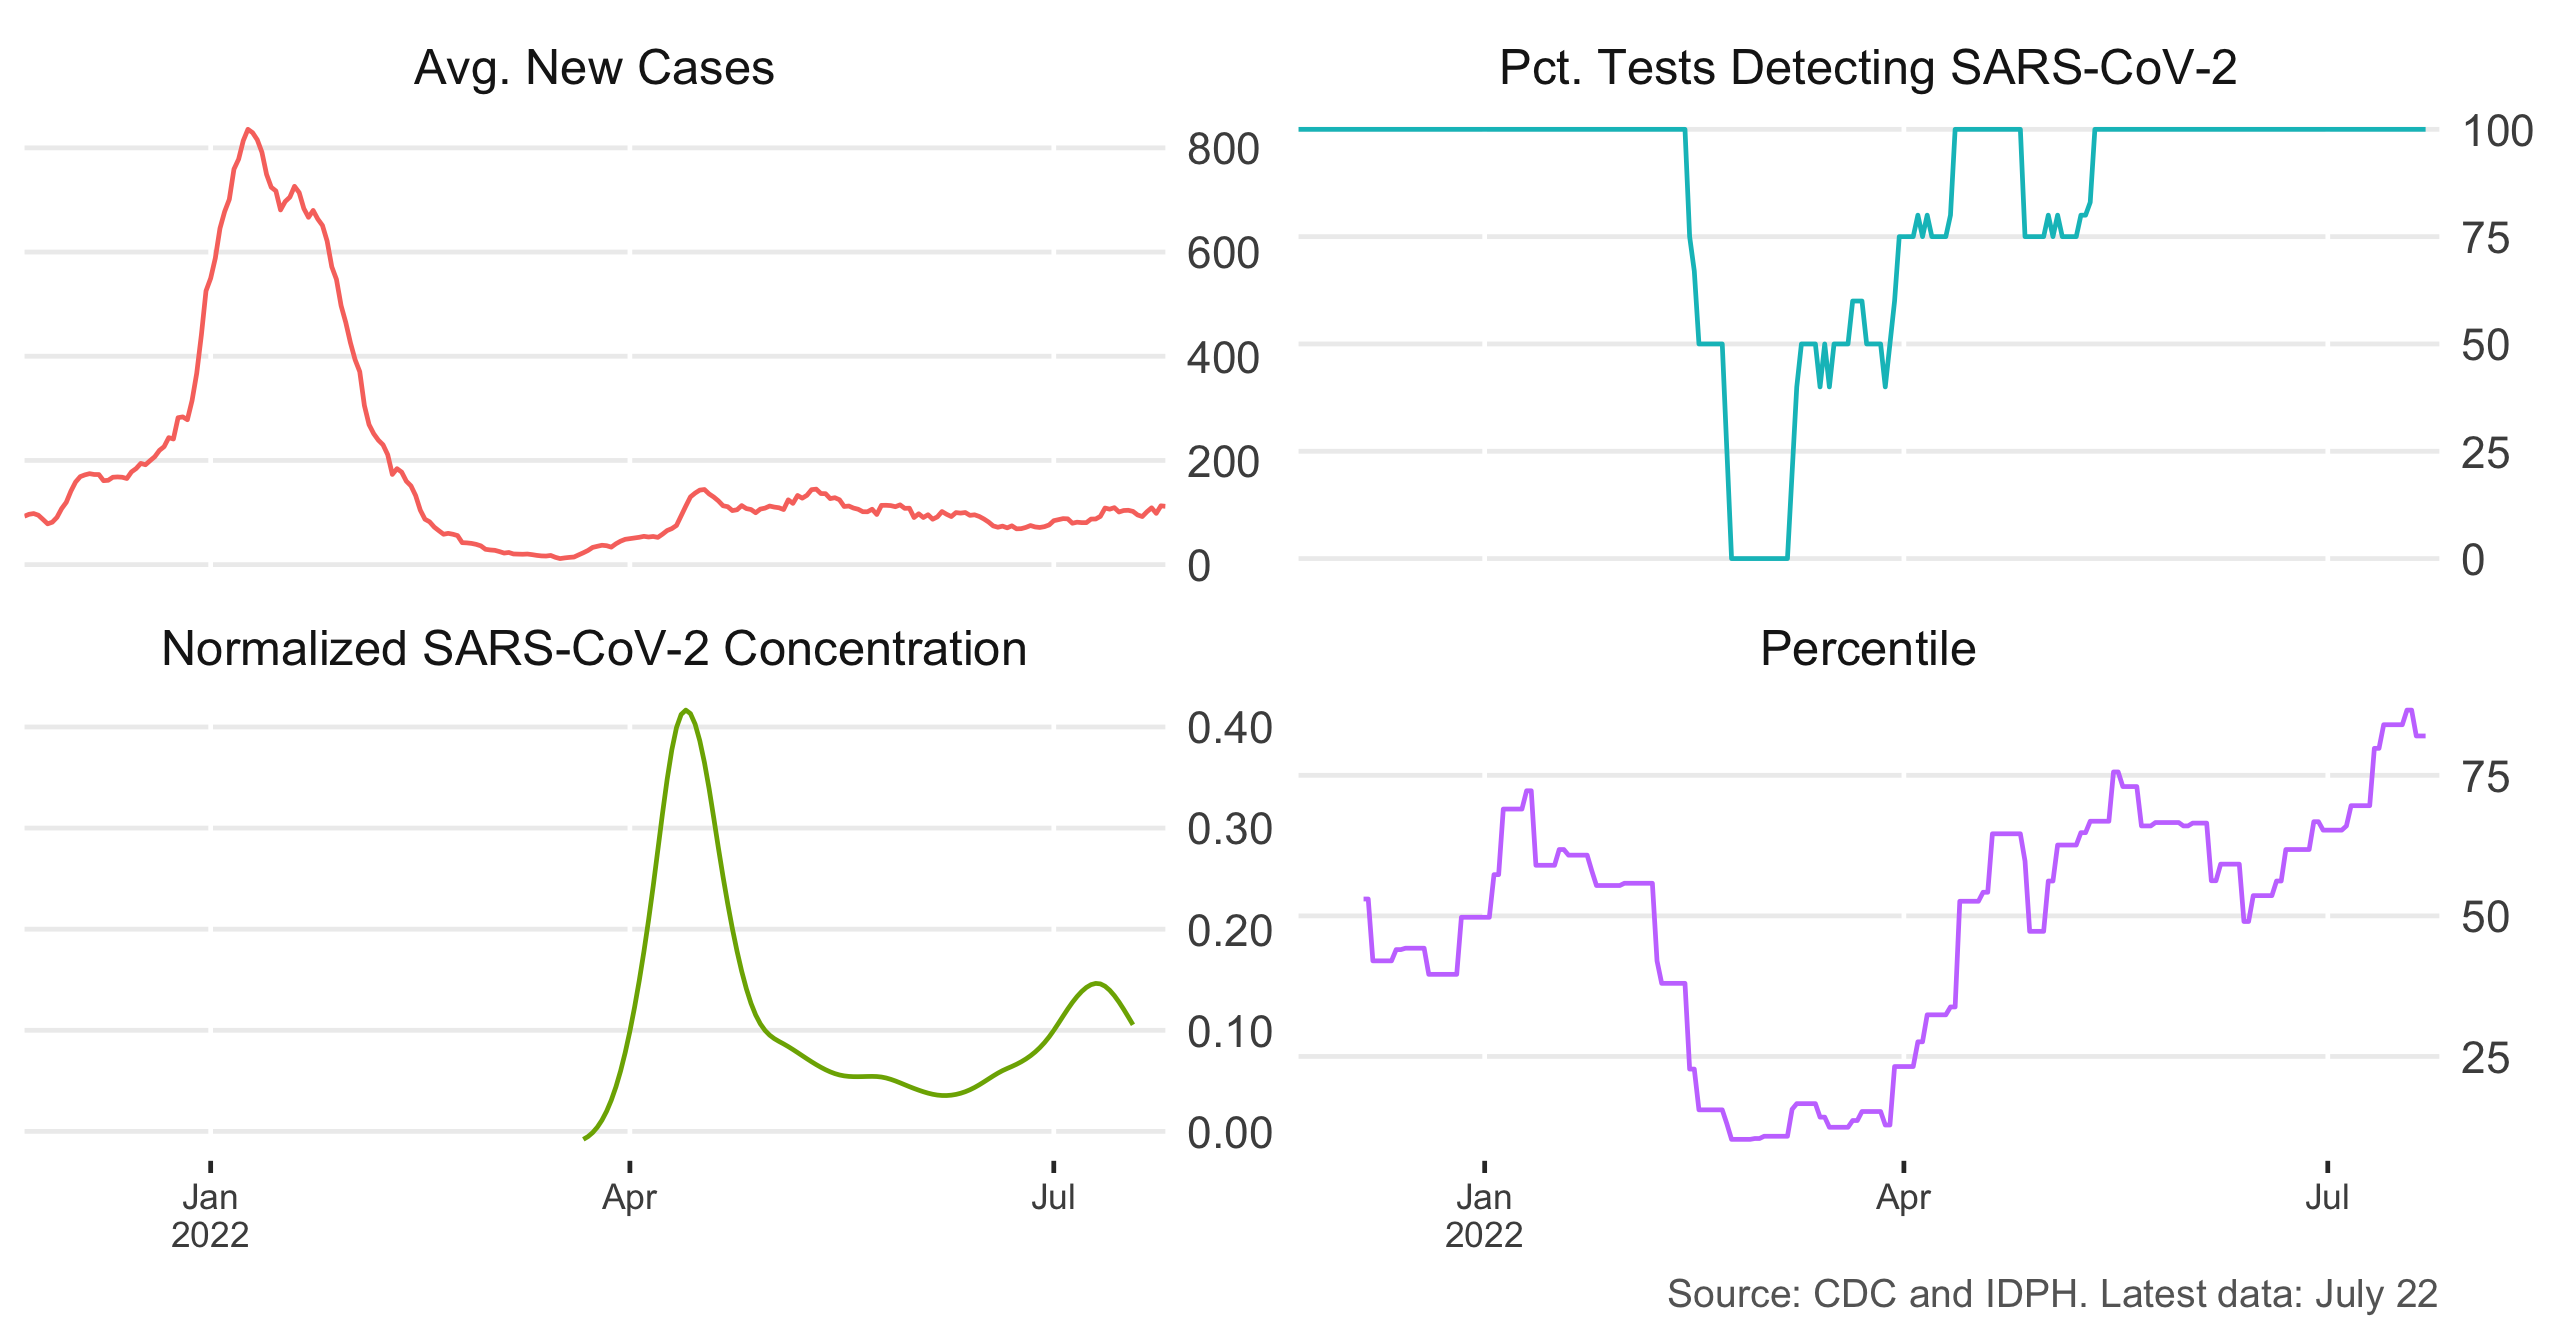 Avg. New Cases
800
600
400
200
0
Pct. Tests Detecting SARS-CoV-2
100
75
50
25
0
Normalized SARS-CoV-2 Concentration
0.40
0.30
0.20
0.10
0.00
Jan
2022
Apr
Jul
Percentile
75
50
25
Jan
2022
Apr
Jul
Source: CDC and IDPH. Latest data: July 22